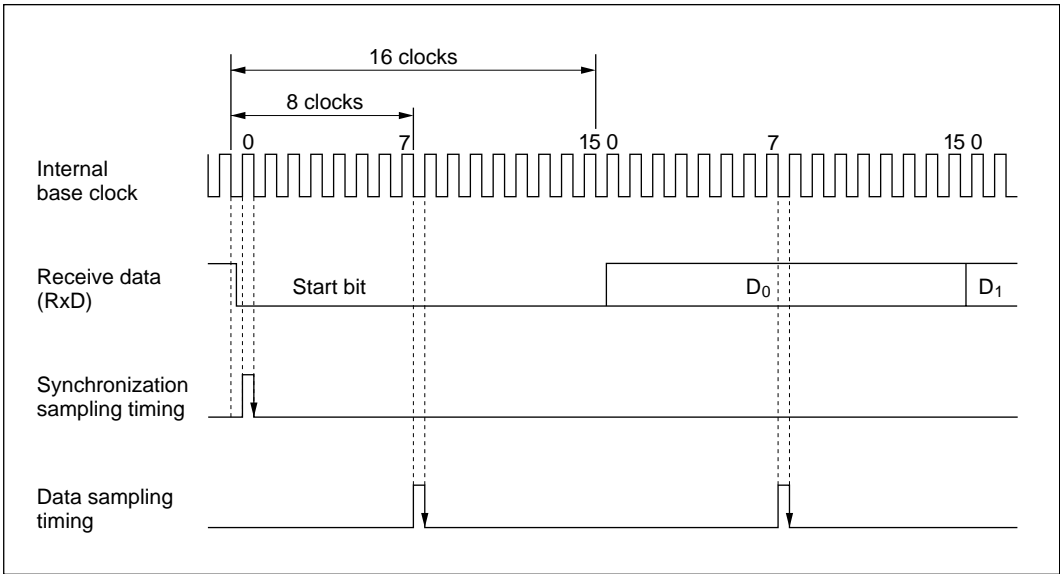 16 clocks
8 clocks
0 7 15 0 7 15 0
Internal
base clock
Receive data
(RxD)
Start bit
D0
D1
Synchronization
sampling timing
Data sampling
timing